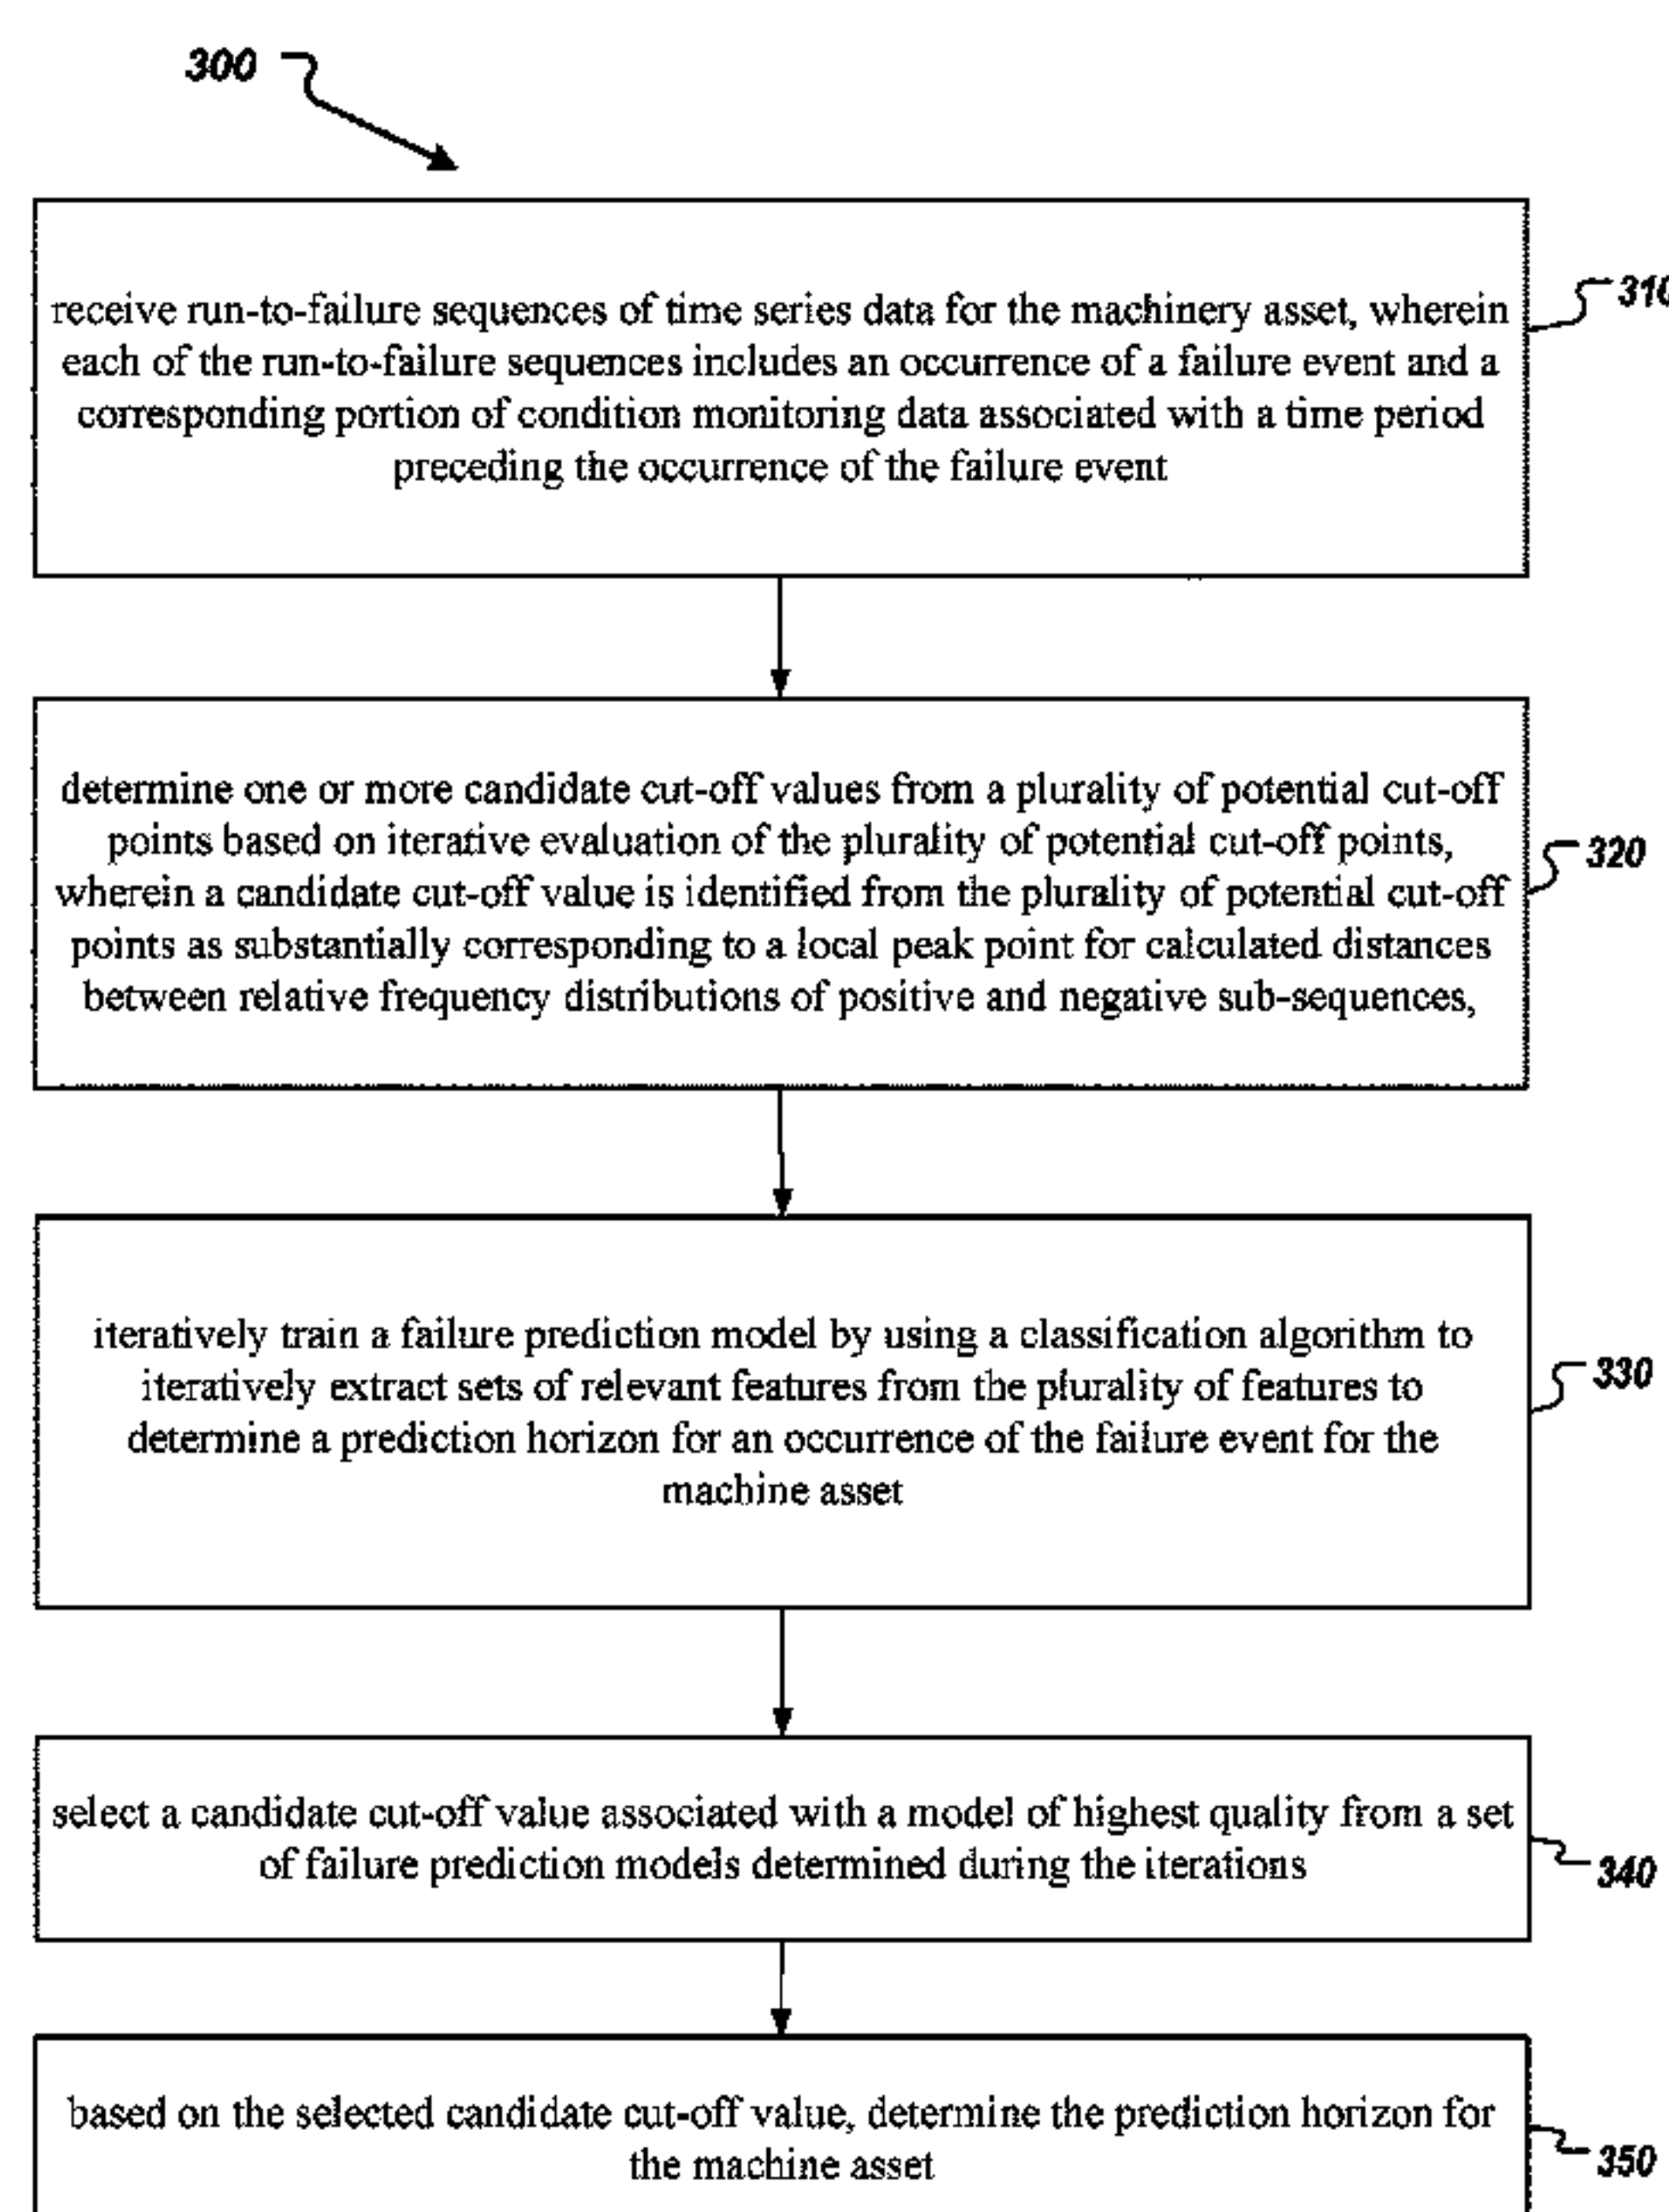 300
receive run-to-failure sequences of time series data for the machinery asset, wherein
each of the run-to-failure sequences includes an occurrence of a failure event and a
corresponding portion of condition monitoring data associated with a time period
preceding the occurrence of the failure event
310
determine one or more candidate cut-off values from a plurality of potential cut-off
points based on iterative evaluation of the plurality of potential cut-off points,
wherein a candidate cut-off value is identified from the plurality of potential cut-off
points as substantially corresponding to a local peak point for calculated distances
between relative frequency distributions of positive and negative sub-sequences,
320
iteratively train a failure prediction model by using a classification algorithm to
iteratively extract sets of relevant features from the plurality of features to
determine a prediction horizon for an occurrence of the failure event for the
machine asset
330
select a candidate cut-off value associated with a model of highest quality from a set
of failure prediction models determined during the iterations
340
based on the selected candidate cut-off value, determine the prediction horizon for
the machine asset
350